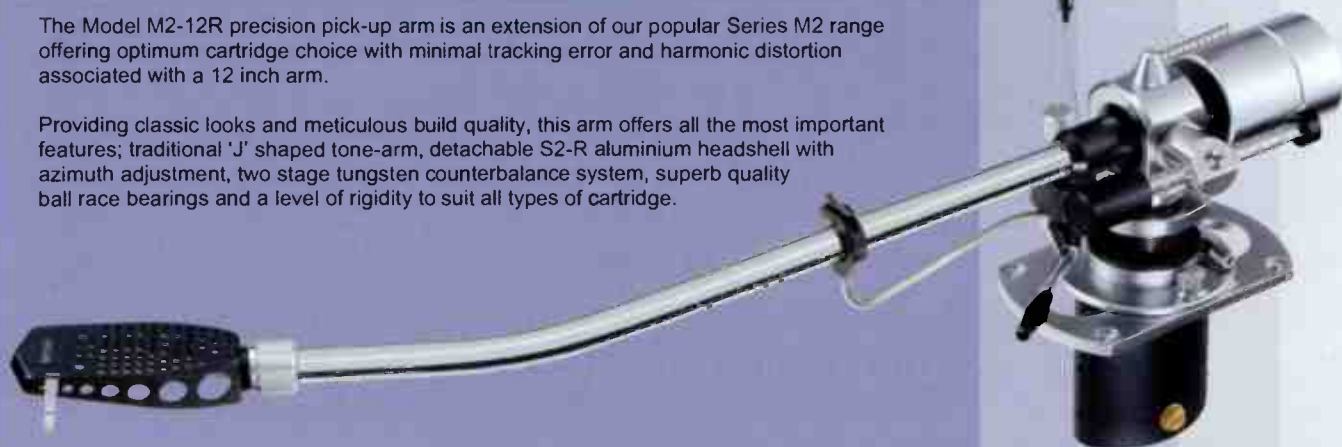 The Model M2-12R precision pick-up arm is an extension of our popular Series M2 range
offering optimum cartridge choice with minimal tracking error and harmonic distortion
associated with a 12 inch arm.
Providing classic looks and meticulous build quality, this arm offers all the most important
features; traditional 'J' shaped tone-arm, detachable S2-R aluminium headshell with
azimuth adjustment, two stage tungsten counterbalance system, superb quality
ball race bearings and a level of rigidity to suit all types of cartridge.